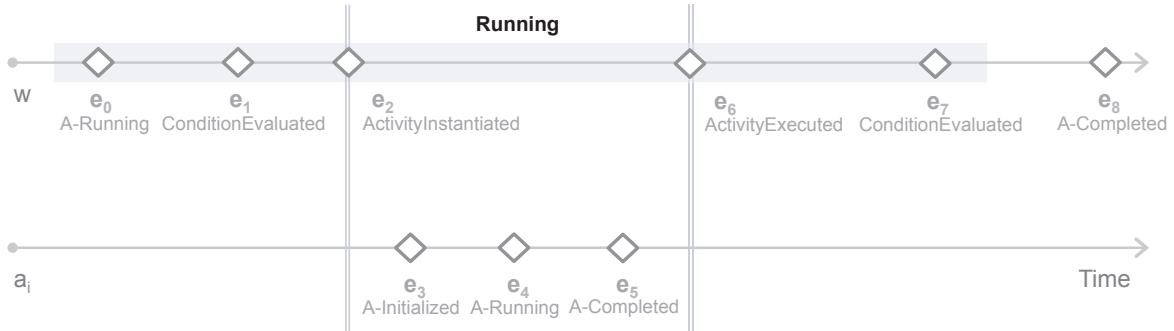 Running
w
e0
e1
e2
e6
e7
e8
A-Running
ConditionEvaluated
ActivityInstantiated
ActivityExecuted
ConditionEvaluated
A-Completed
ai
e3
e4
e5
Time
A-Initialized
A-Running
A-Completed